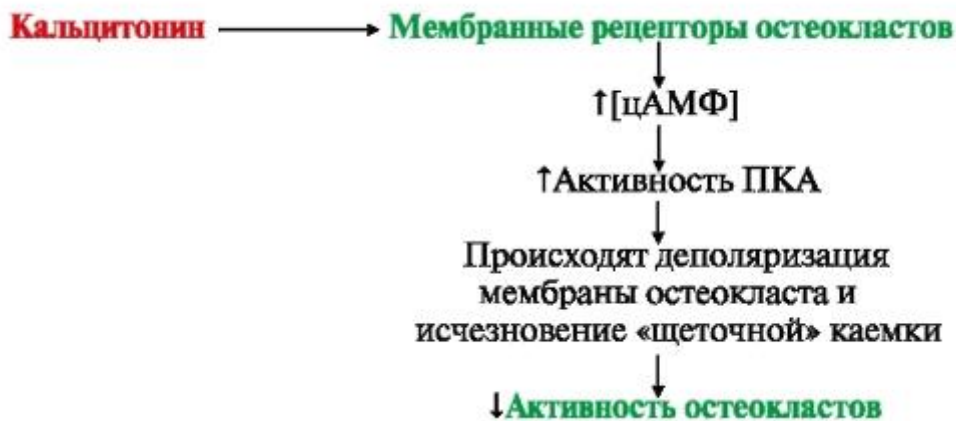 Кальцитонин Мембранные рецепторы остеокластов
↑[цАМФ]
↑Активность ПКА
Происходят деполяризация
мембраны остеокласта и
исчезновение «щеточной» каемки
↓Активность остеокластов